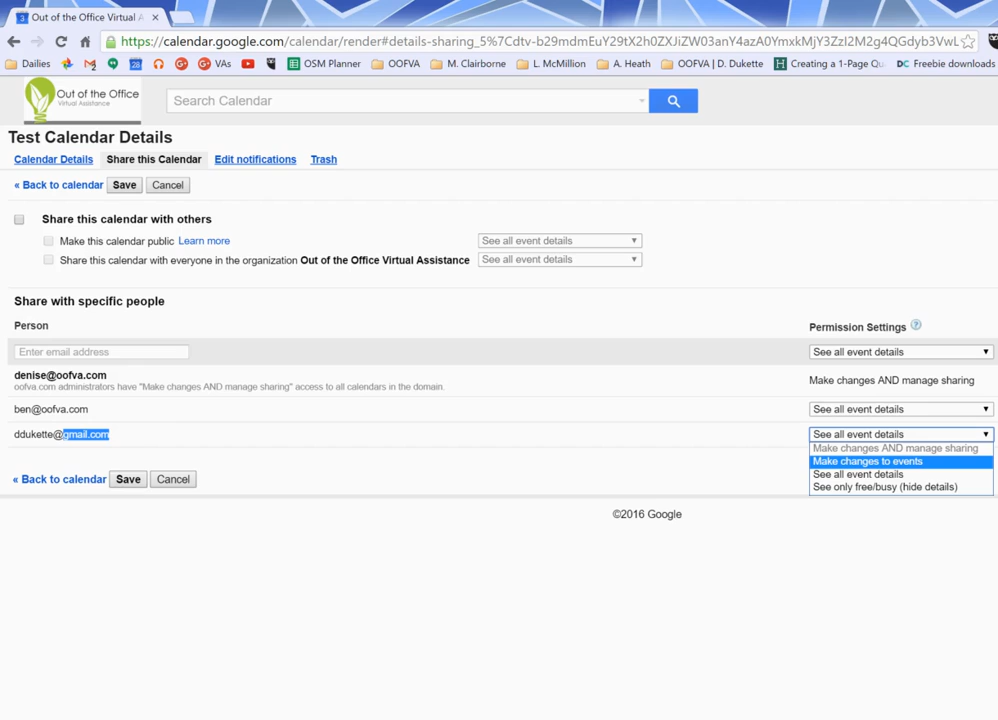 Out of the Office Virtual A
https://calendar.google.com/calendar/render#details-sharing_5%7Cdtv-b29mdmEuY29tX2h0ZXJiZW03anY4azA0YmxkMjY3ZzI2M2g4QGdyb3VwL
Dailies
VAs
OSM Planner
OOFVA
M. Clairborne
L. McMillion
A. Heath
OOFVA | D. Dukette
Creating a 1-Page Qu
DC Freebie downloads
Out of the Office
Virtual Assistance
Search Calendar
Test Calendar Details
Calendar Details
Share this Calendar
Edit notifications
Trash
« Back to calendar
Save
Cancel
Share this calendar with others
Make this calendar public Learn more
See all event details
Share this calendar with everyone in the organization Out of the Office Virtual Assistance
See all event details
Share with specific people
Person
Permission Settings ?
Enter email address
See all event details
denise@oofva.com
oofva.com administrators have "Make changes AND manage sharing" access to all calendars in the domain.
Make changes AND manage sharing
ben@oofva.com
See all event details
ddukette@gmail.com
See all event details
Make changes AND manage sharing
Make changes to events
See all event details
See only free/busy (hide details)
« Back to calendar
Save
Cancel
©2016 Google